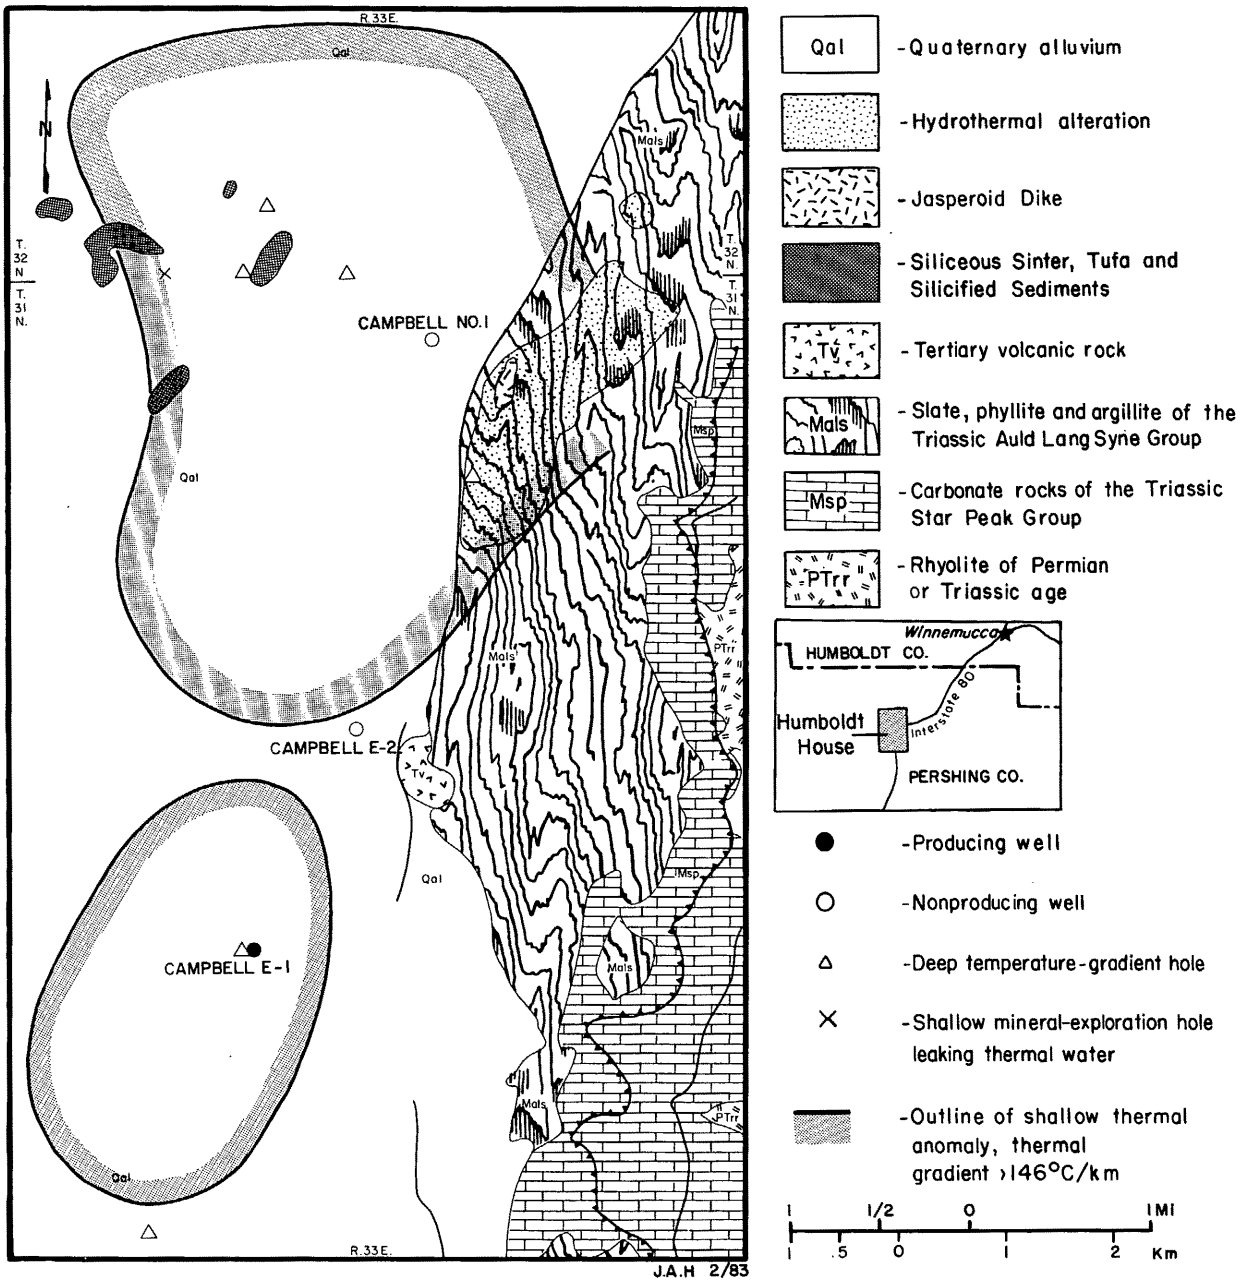 R.33E.
Qal
N
T.
32
N
T.
31
N.
Mals
T.
32
N.
T.
31
N.
CAMPBELL NO.1
Msp
Qal
PTrr
Mals
CAMPBELL E-2
Tv
Qal
Msp
CAMPBELL E-1
Mals
Mals
PTrr
Qal
R.33E.
J.A.H 2/83
Qal
-Quaternary alluvium
-Hydrothermal alteration
-Jasperoid Dike
-Siliceous Sinter, Tufa and
Silicified Sediments
Tv
-Tertiary volcanic rock
Mals
-Slate, phyllite and argillite of the
Triassic Auld Lang Syne Group
Msp
-Carbonate rocks of the Triassic
Star Peak Group
PTrr
-Rhyolite of Permian
or Triassic age
Winnemucca
HUMBOLDT CO.
Interstate 80
Humboldt
House
PERSHING CO.
-Producing well
-Nonproducing well
-Deep temperature-gradient hole
-Shallow mineral-exploration hole
leaking thermal water
-Outline of shallow thermal
anomaly, thermal
gradient >146°C/km
1 1/2 0 1 MI
1 .5 0 1 2 Km